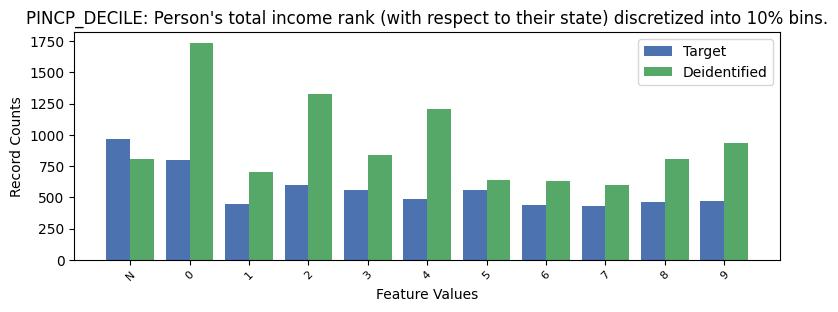 PINCP_DECILE: Person's total income rank (with respect to their state) discretized into 10% bins.
Target
Deidentified
Record Counts
1750
1500
1250
1000
750
500
250
0
N 0 1 2 3 4 5 6 7 8 9
Feature Values